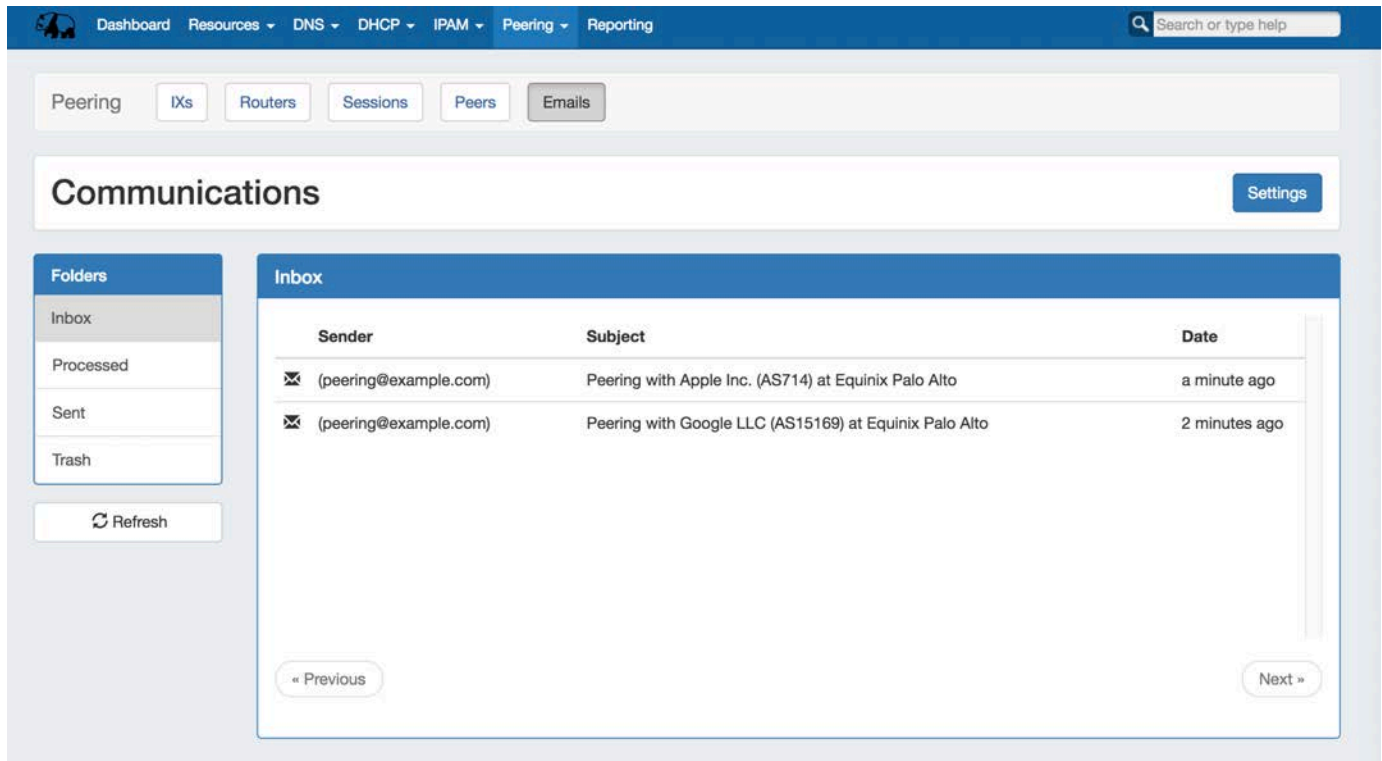 Dashboard Resources DNS DHCP IPAM Peering Reporting Search or type help
Peering IXs Routers Sessions Peers Emails
Communications Settings
Folders
Inbox
Processed
Sent
Trash
Refresh
Inbox
Sender Subject Date
(peering@example.com) Peering with Apple Inc. (AS714) at Equinix Palo Alto a minute ago
(peering@example.com) Peering with Google LLC (AS15169) at Equinix Palo Alto 2 minutes ago
« Previous Next »